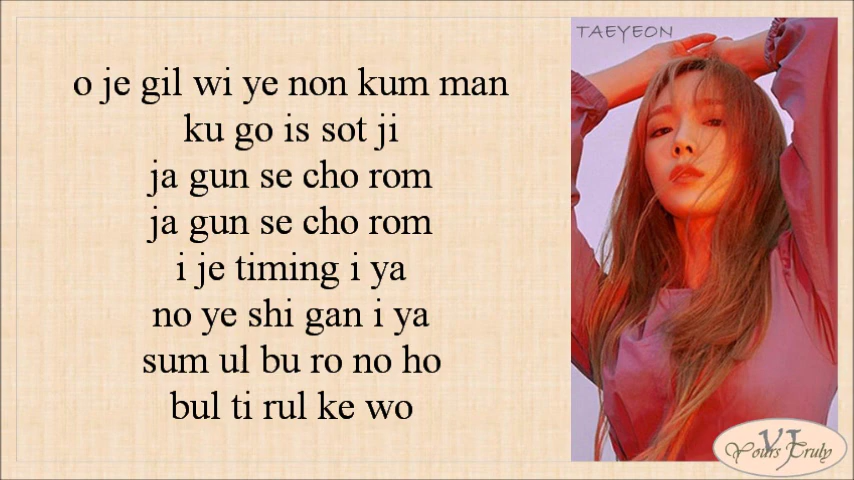 TAEYEON
o je gil wi ye non kum man
ku go is sot ji
ja gun se cho rom
ja gun se cho rom
i je timing i ya
no ye shi gan i ya
sum ul bu ro no ho
bul ti rul ke wo
YJ
Yours Truly